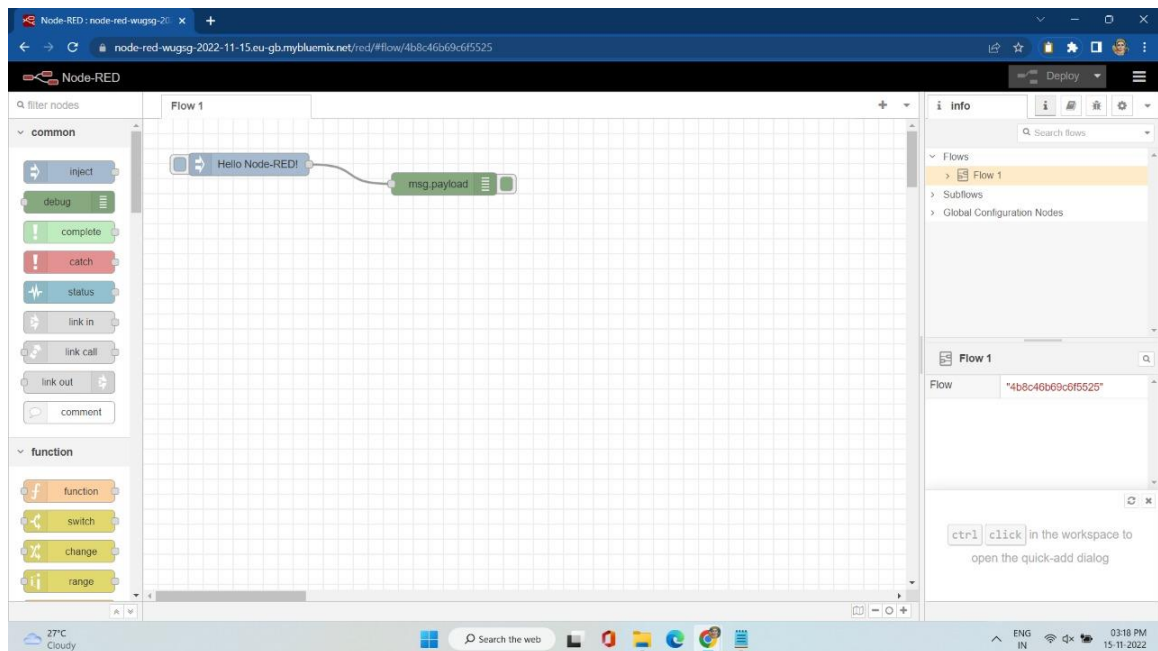 Node-RED : node-red-wugsg-20
node-red-wugsg-2022-11-15.eu-gb.mybluemix.net/red/#flow/4b8c46b69c6f5525
Node-RED
Deploy
filter nodes
Flow 1
i info
i
common
Search flows
inject
debug
complete
catch
status
link in
link call
link out
comment
function
function
switch
change
range
Hello Node-RED!
msg.payload
Flows
Flow 1
Subflows
Global Configuration Nodes
Flow 1
Flow "4b8c46b69c6f5525"
ctrl click in the workspace to
open the quick-add dialog
27°C
Cloudy
Search the web
ENG
IN
03:18 PM
15-11-2022